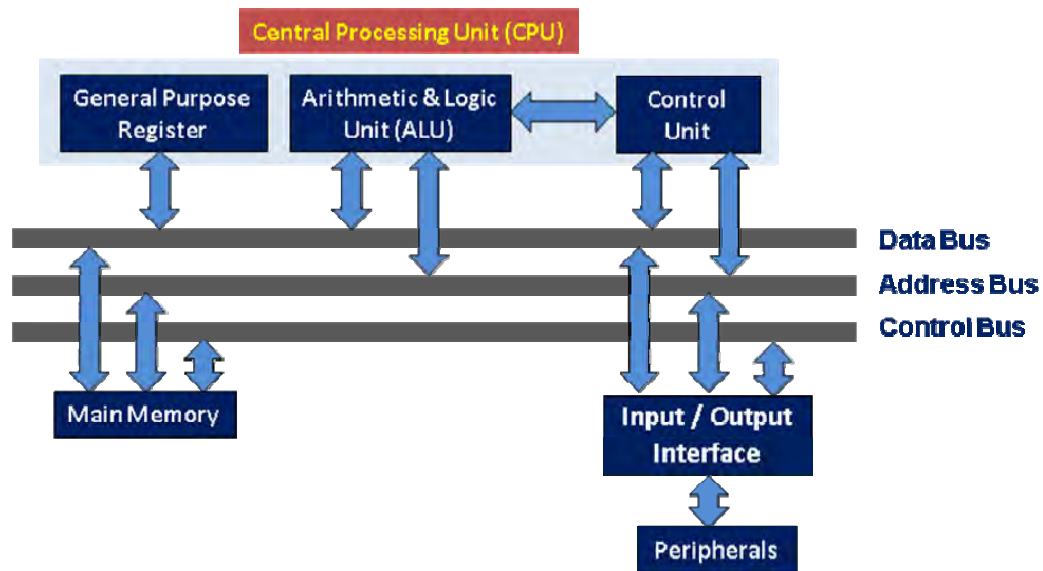 Central Processing Unit (CPU)
General Purpose
Register
Arithmetic & Logic
Unit (ALU)
Control
Unit
Data Bus
Address Bus
Control Bus
Main Memory
Input / Output
Interface
Peripherals